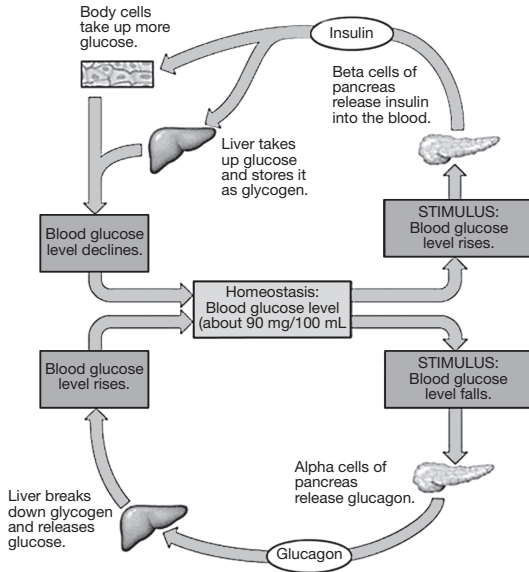 Body cells
take up more
glucose.
Insulin
Beta cells of
pancreas
release insulin
into the blood.
Liver takes
up glucose
and stores it
as glycogen.
STIMULUS:
Blood glucose
level rises.
Blood glucose
level declines.
Homeostasis:
Blood glucose level
(about 90 mg/100 mL
Blood glucose
level rises.
STIMULUS:
Blood glucose
level falls.
Alpha cells of
pancreas
release glucagon.
Liver breaks
down glycogen
and releases
glucose.
Glucagon